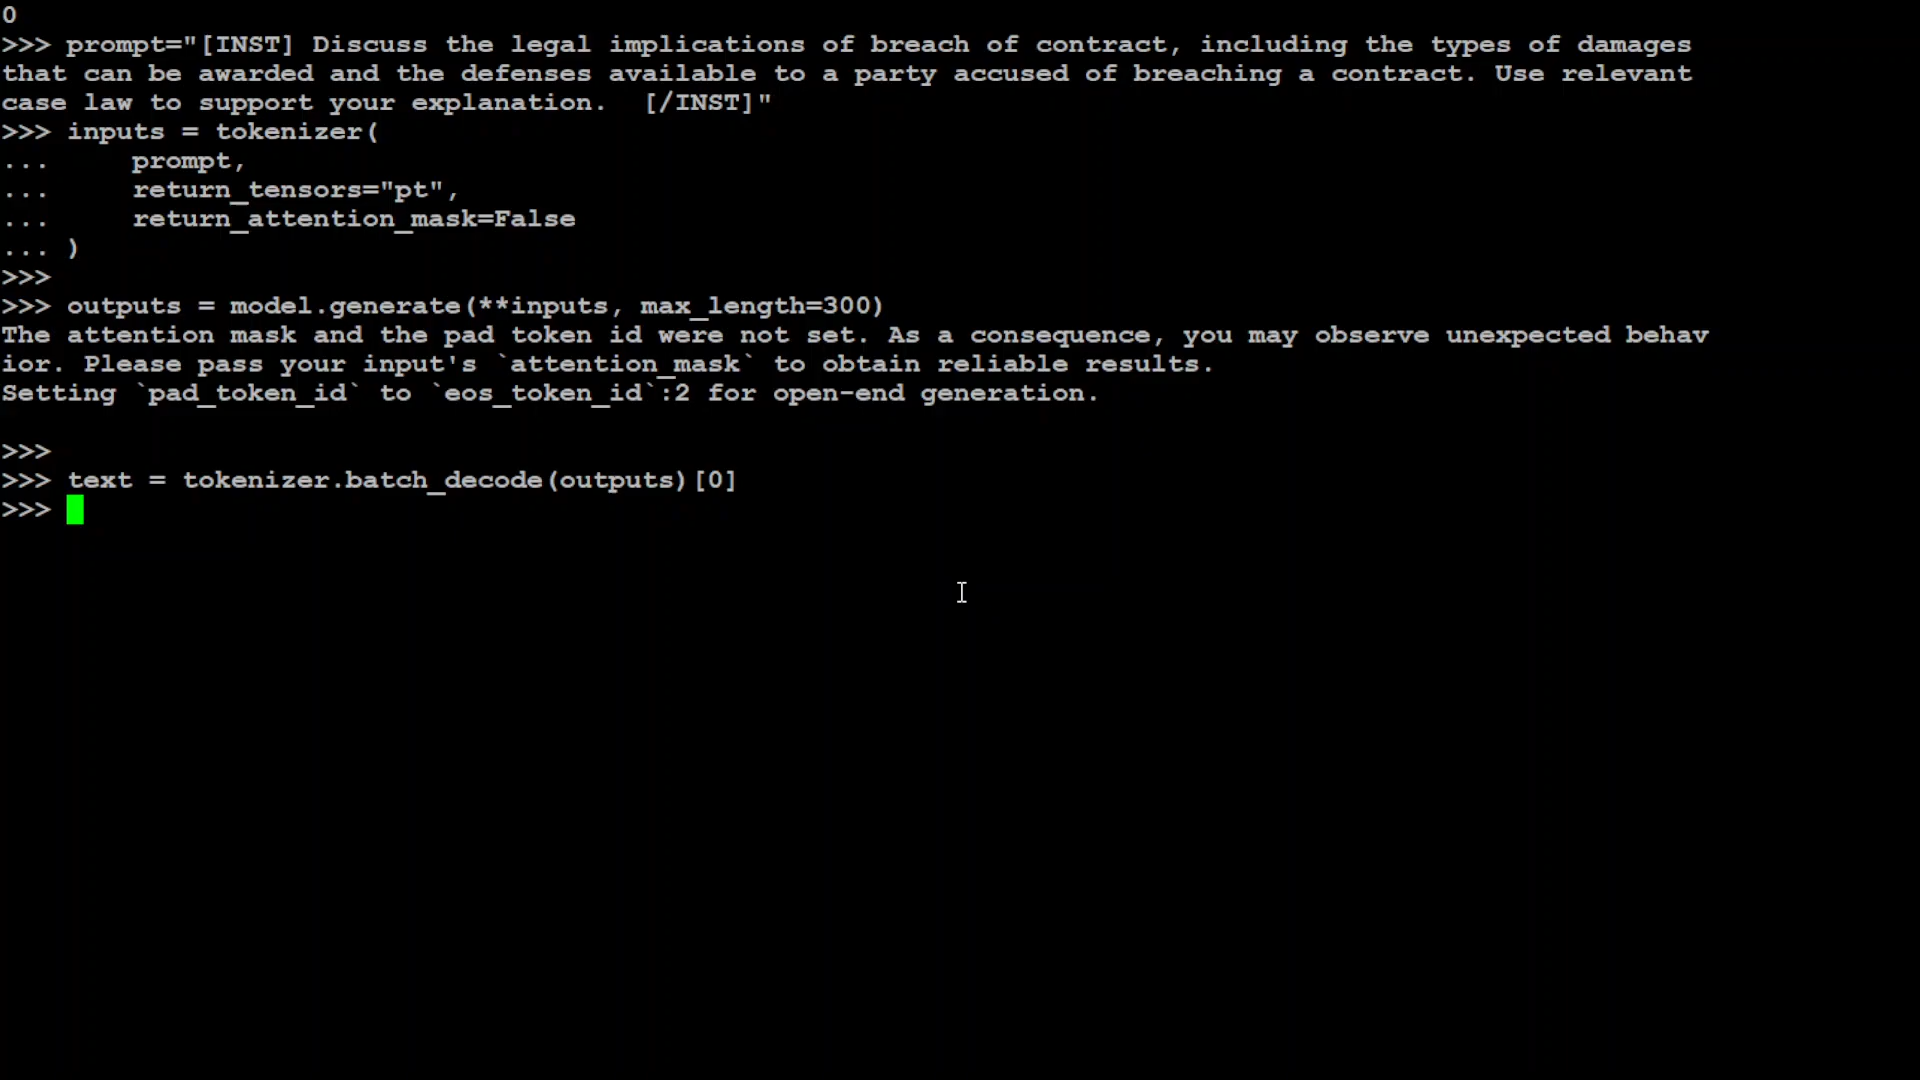 0
>>> prompt="[INST] Discuss the legal implications of breach of contract, including the types of damages
that can be awarded and the defenses available to a party accused of breaching a contract. Use relevant
case law to support your explanation.  [/INST]"
>>> inputs = tokenizer(
...     prompt,
...     return_tensors="pt",
...     return_attention_mask=False
... )
>>>
>>> outputs = model.generate(**inputs, max_length=300)
The attention mask and the pad token id were not set. As a consequence, you may observe unexpected behav
ior. Please pass your input's `attention_mask` to obtain reliable results.
Setting `pad_token_id` to `eos_token_id`:2 for open-end generation.
>>>
>>> text = tokenizer.batch_decode(outputs)[0]
>>>